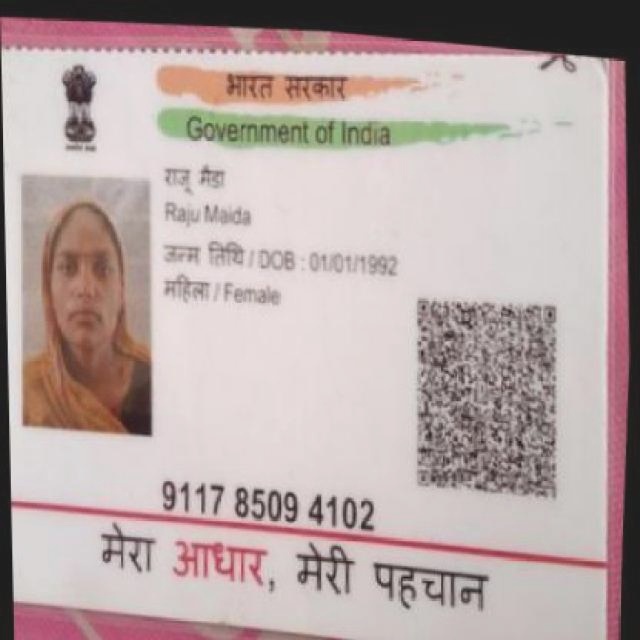 भारत सरकार
Government of India
राजू मैडा
Raju Maida
जन्म तिथि / DOB : 01/01/1992
महिला / Female
9117 8509 4102
मेरा आधार, मेरी पहचान